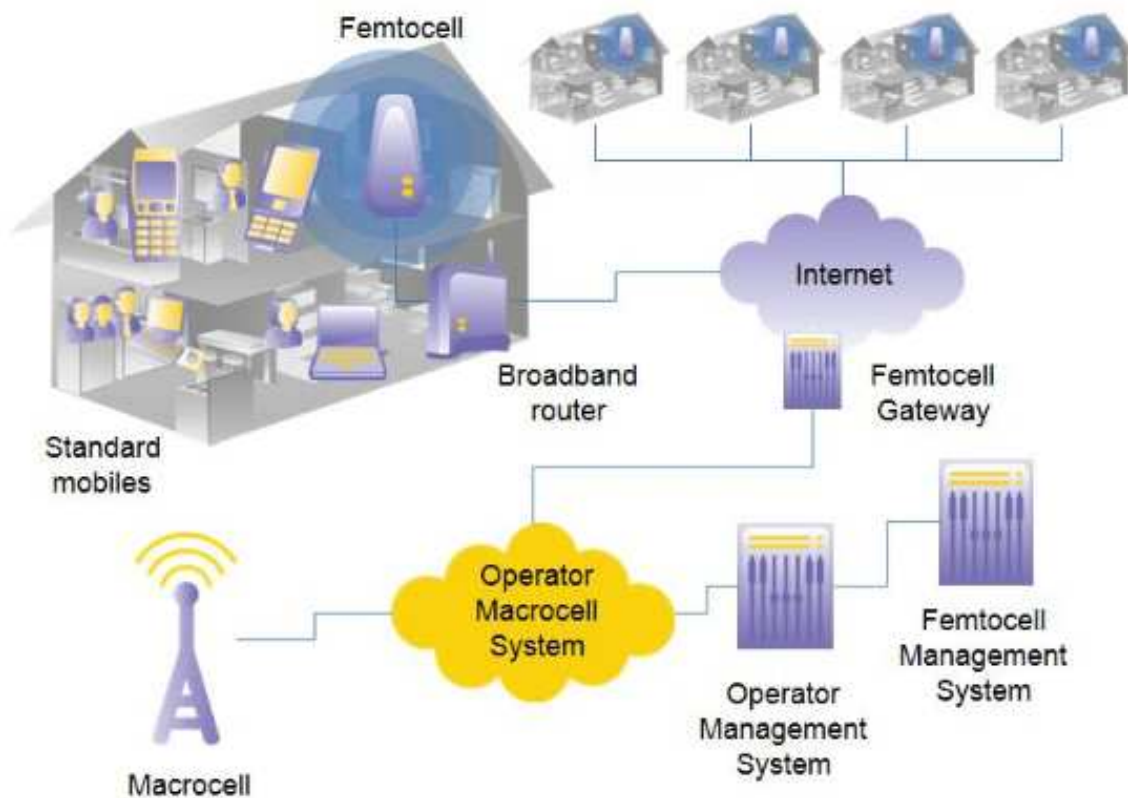 Femtocell
Internet
Broadband
router
Femtocell
Gateway
Standard
mobiles
Operator
Macrocell
System
Femtocell
Management
System
Operator
Management
System
Macrocell